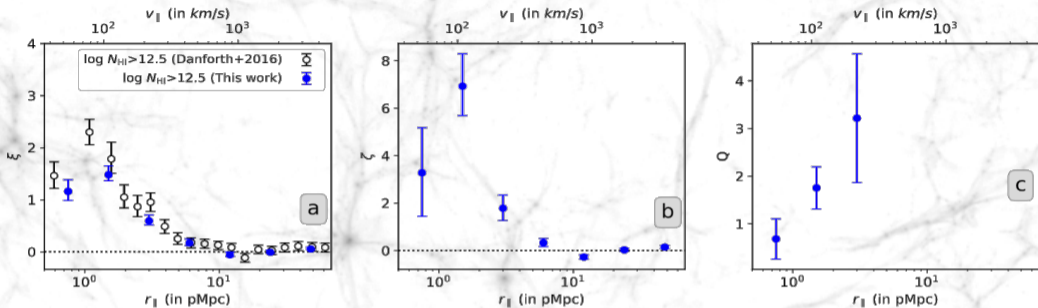 v∥ (in km/s)
10² 10³
4
3
2
1
0
ξ
log N_HI>12.5 (Danforth+2016)
log N_HI>12.5 (This work)
a
10⁰ 10¹
r∥ (in pMpc)
v∥ (in km/s)
10² 10³
8
6
4
2
0
ζ
b
10⁰ 10¹
r∥ (in pMpc)
v∥ (in km/s)
10² 10³
4
3
2
1
Q
c
10⁰ 10¹
r∥ (in pMpc)